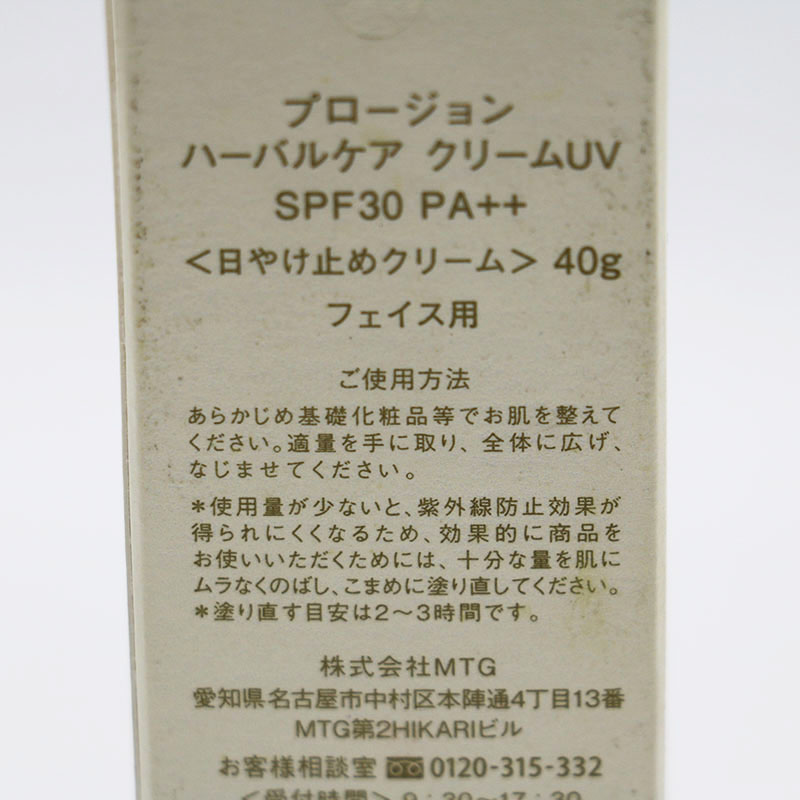 プロージョン
ハーバルケア クリームUV
SPF30 PA++
＜日やけ止めクリーム＞ 40g
フェイス用
ご使用方法
あらかじめ基礎化粧品等でお肌を整えて
ください。適量を手に取り、全体に広げ、
なじませてください。
＊使用量が少ないと、紫外線防止効果が
得られにくくなるため、効果的に商品を
お使いいただくためには、十分な量を肌に
ムラなくのばし、こまめに塗り直してください。
＊塗り直す目安は2～3時間です。
株式会社MTG
愛知県名古屋市中村区本陣通4丁目13番
MTG第2HIKARIビル
お客様相談室 0120-315-332
＜受付時間＞ 9：30～17：30